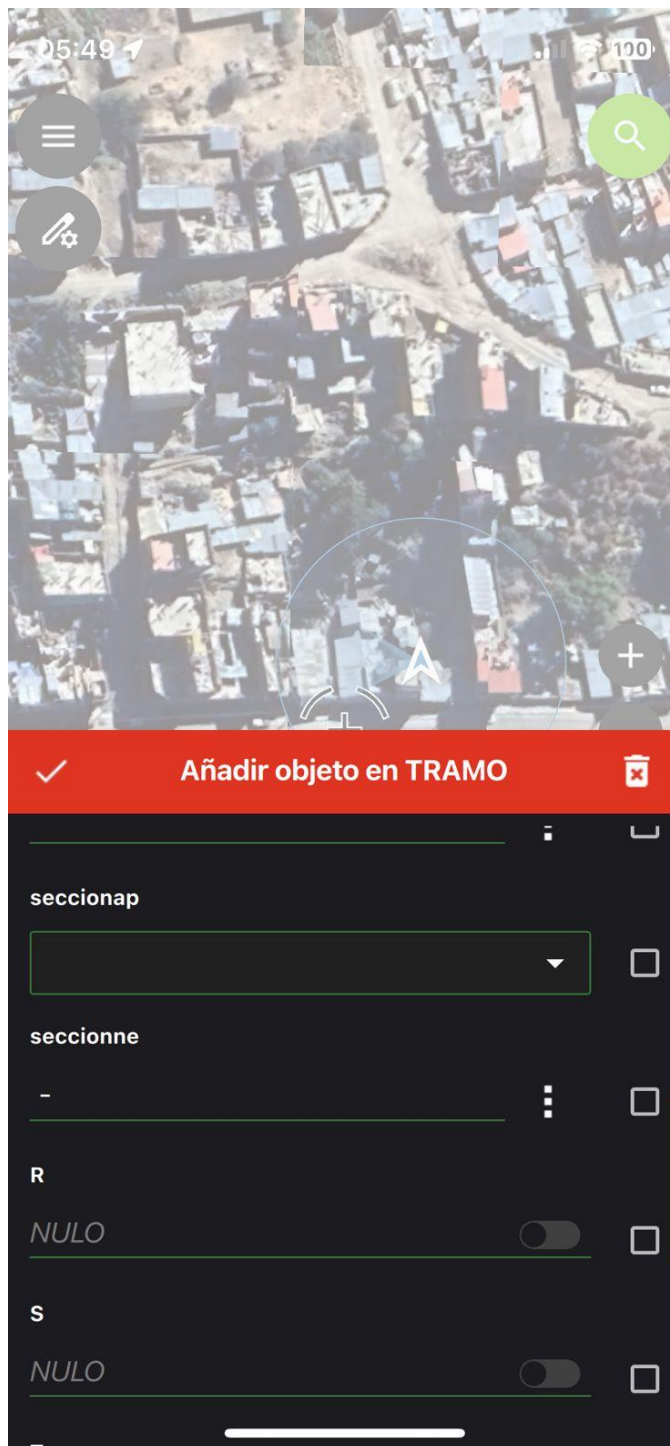 05:49
100
Añadir objeto en TRAMO
seccionap
seccionne
-
R
NULO
S
NULO